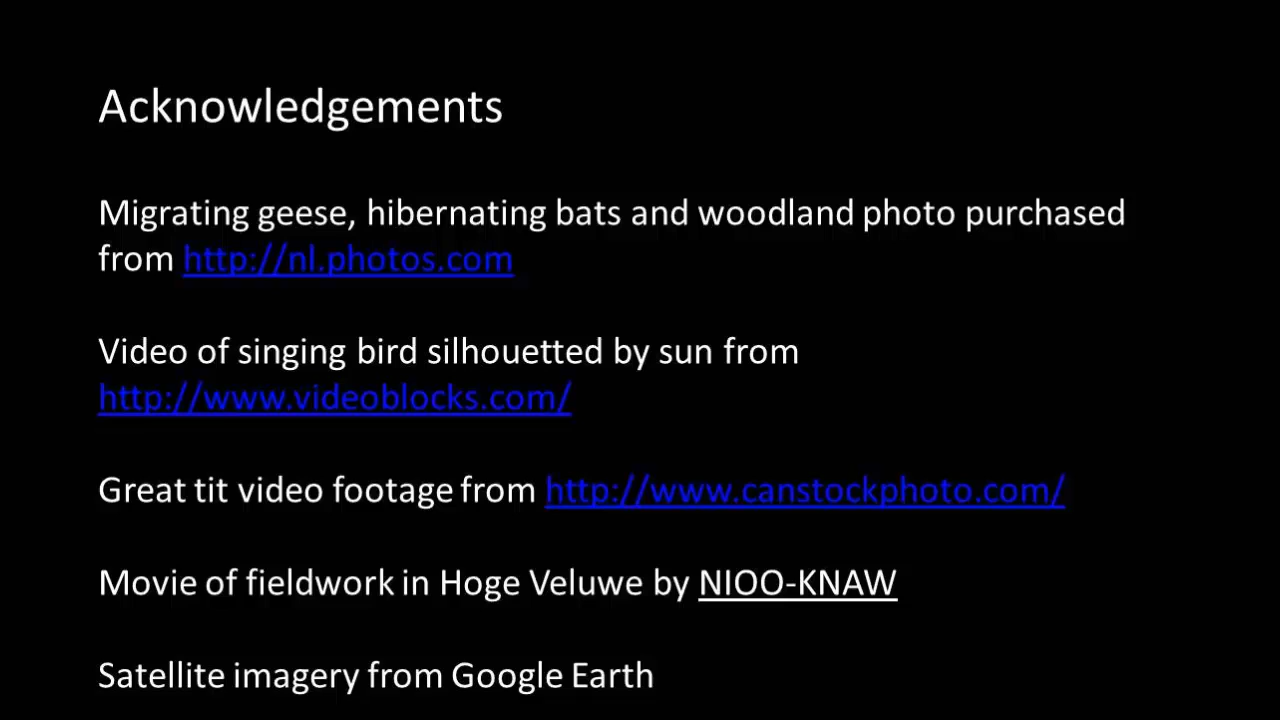 Acknowledgements
Migrating geese, hibernating bats and woodland photo purchased
from http://nl.photos.com
Video of singing bird silhouetted by sun from
http://www.videoblocks.com/
Great tit video footage from http://www.canstockphoto.com/
Movie of fieldwork in Hoge Veluwe by NIOO-KNAW
Satellite imagery from Google Earth